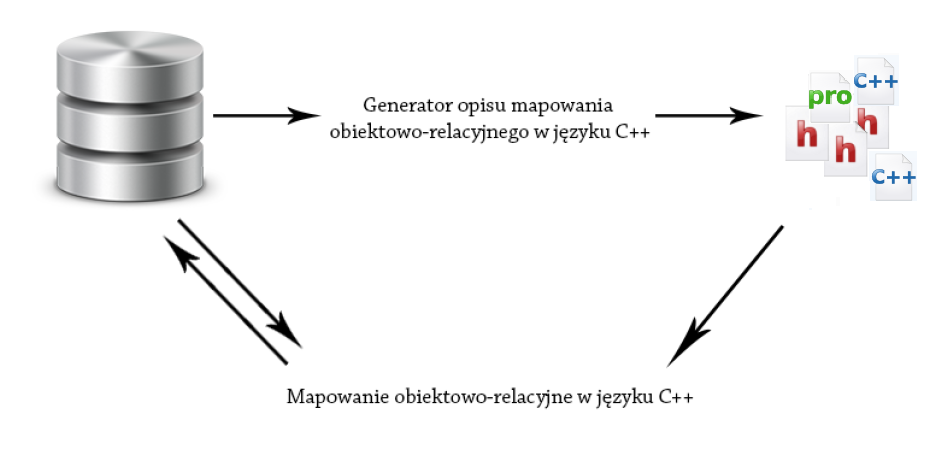 Generator opisu mapowania
obiektowo-relacyjnego w języku C++
C++
pro
h
h
h
C++
Mapowanie obiektowo-relacyjne w języku C++